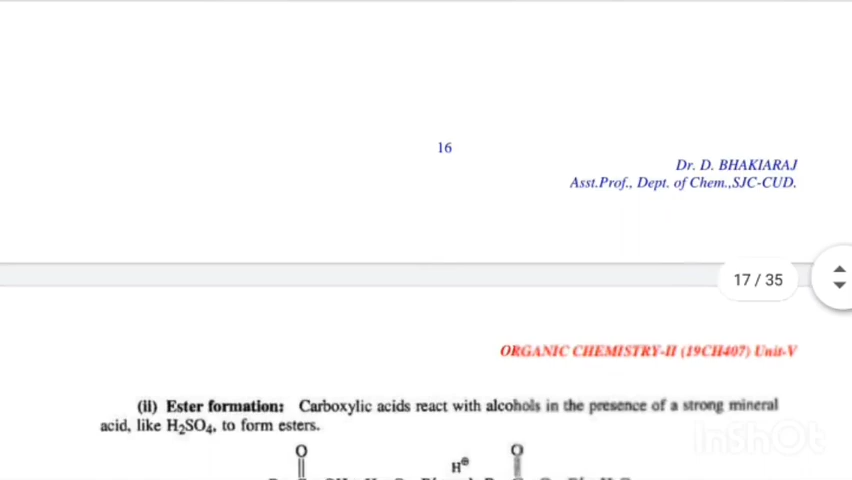 16
Dr. D. BHAKIARAJ
Asst.Prof., Dept. of Chem.,SJC-CUD.
17 / 35
ORGANIC CHEMISTRY-II (19CH407) Unit-V
(ii) Ester formation: Carboxylic acids react with alcohols in the presence of a strong mineral
acid, like H₂SO₄, to form esters.
InShOt
O O
H⊕